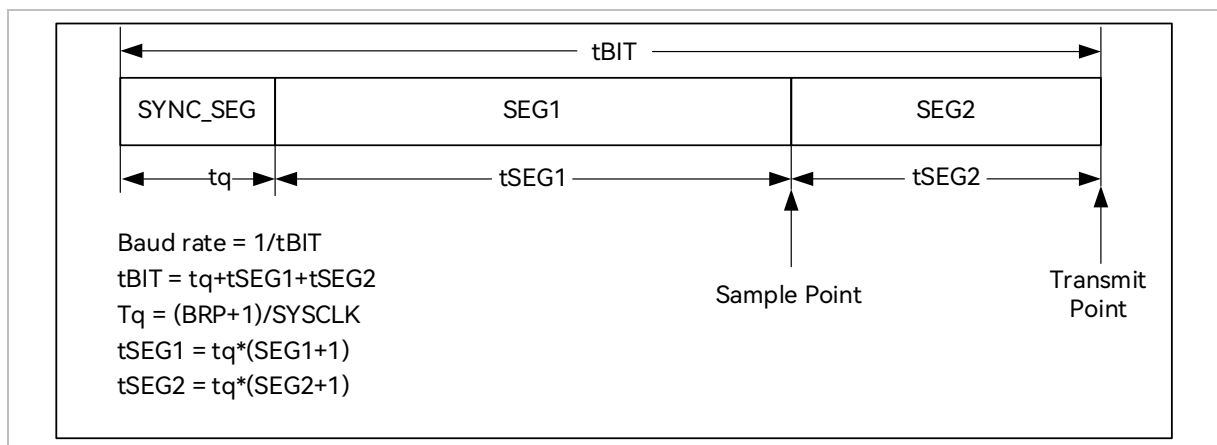 tBIT
SYNC_SEG SEG1 SEG2
tq tSEG1 tSEG2
Baud rate = 1/tBIT
tBIT = tq+tSEG1+tSEG2
Tq = (BRP+1)/SYSCLK
tSEG1 = tq*(SEG1+1)
tSEG2 = tq*(SEG2+1)
Sample Point
Transmit
Point